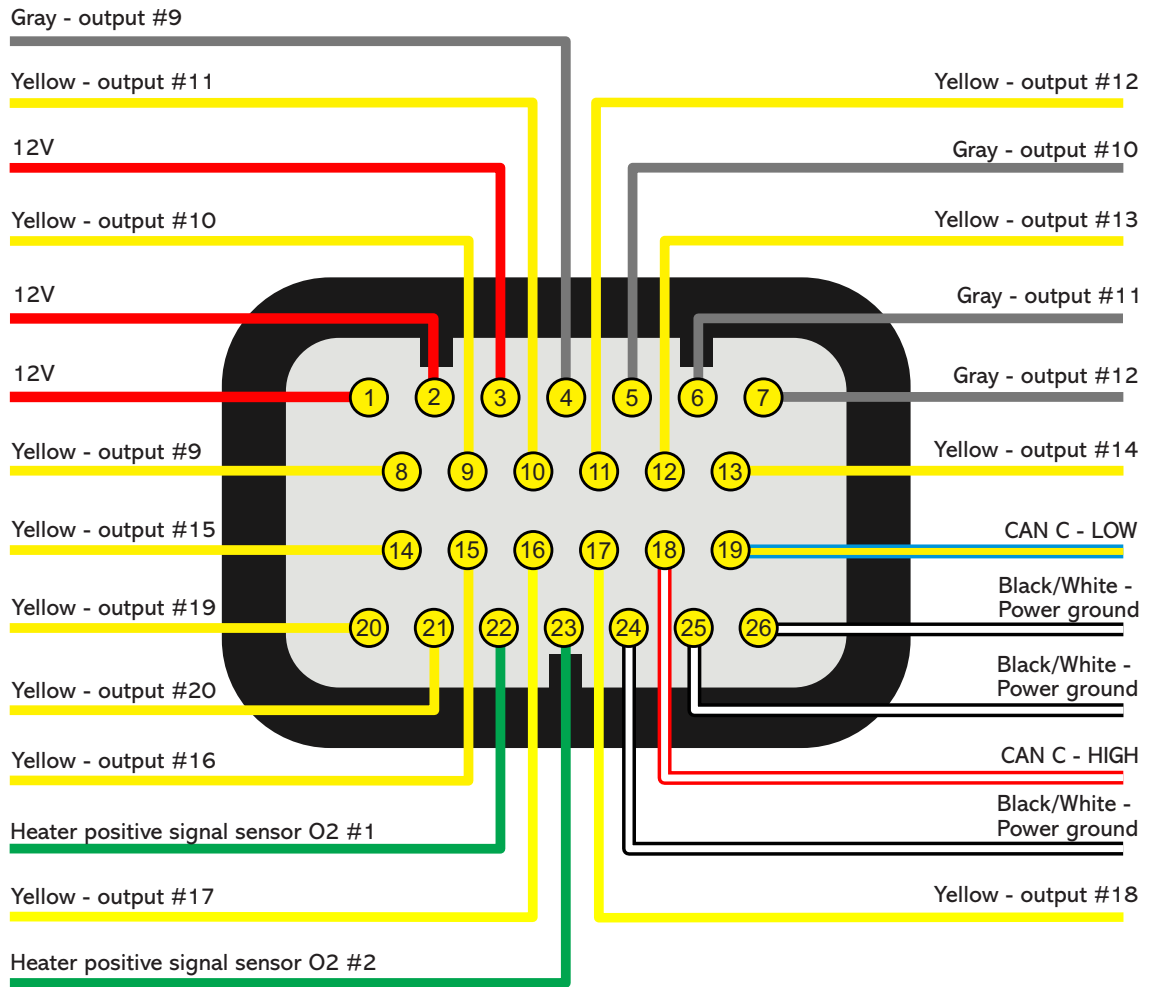 Gray - output #9
Yellow - output #11
Yellow - output #12
12V
Gray - output #10
Yellow - output #10
Yellow - output #13
12V
Gray - output #11
12V
Gray - output #12
1 2 3 4 5 6 7
Yellow - output #9
Yellow - output #14
8 9 10 11 12 13
Yellow - output #15
CAN C - LOW
14 15 16 17 18 19
Black/White -
Power ground
Yellow - output #19
20 21 22 23 24 25 26
Black/White -
Power ground
Yellow - output #20
Yellow - output #16
CAN C - HIGH
Black/White -
Power ground
Heater positive signal sensor O2 #1
Yellow - output #17
Yellow - output #18
Heater positive signal sensor O2 #2